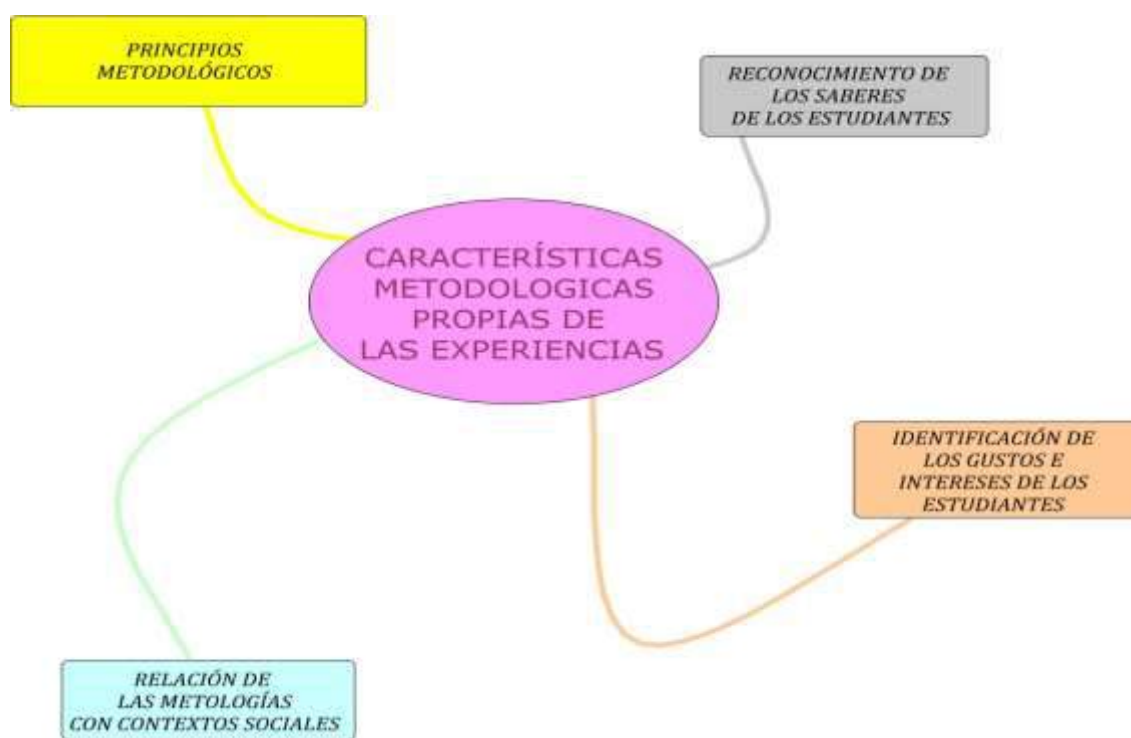 PRINCIPIOS
METODOLÓGICOS
RECONOCIMIENTO DE
LOS SABERES
DE LOS ESTUDIANTES
CARACTERÍSTICAS
METODOLOGICAS
PROPIAS DE
LAS EXPERIENCIAS
IDENTIFICACIÓN DE
LOS GUSTOS E
INTERESES DE LOS
ESTUDIANTES
RELACIÓN DE
LAS METOLOGÍAS
CON CONTEXTOS SOCIALES